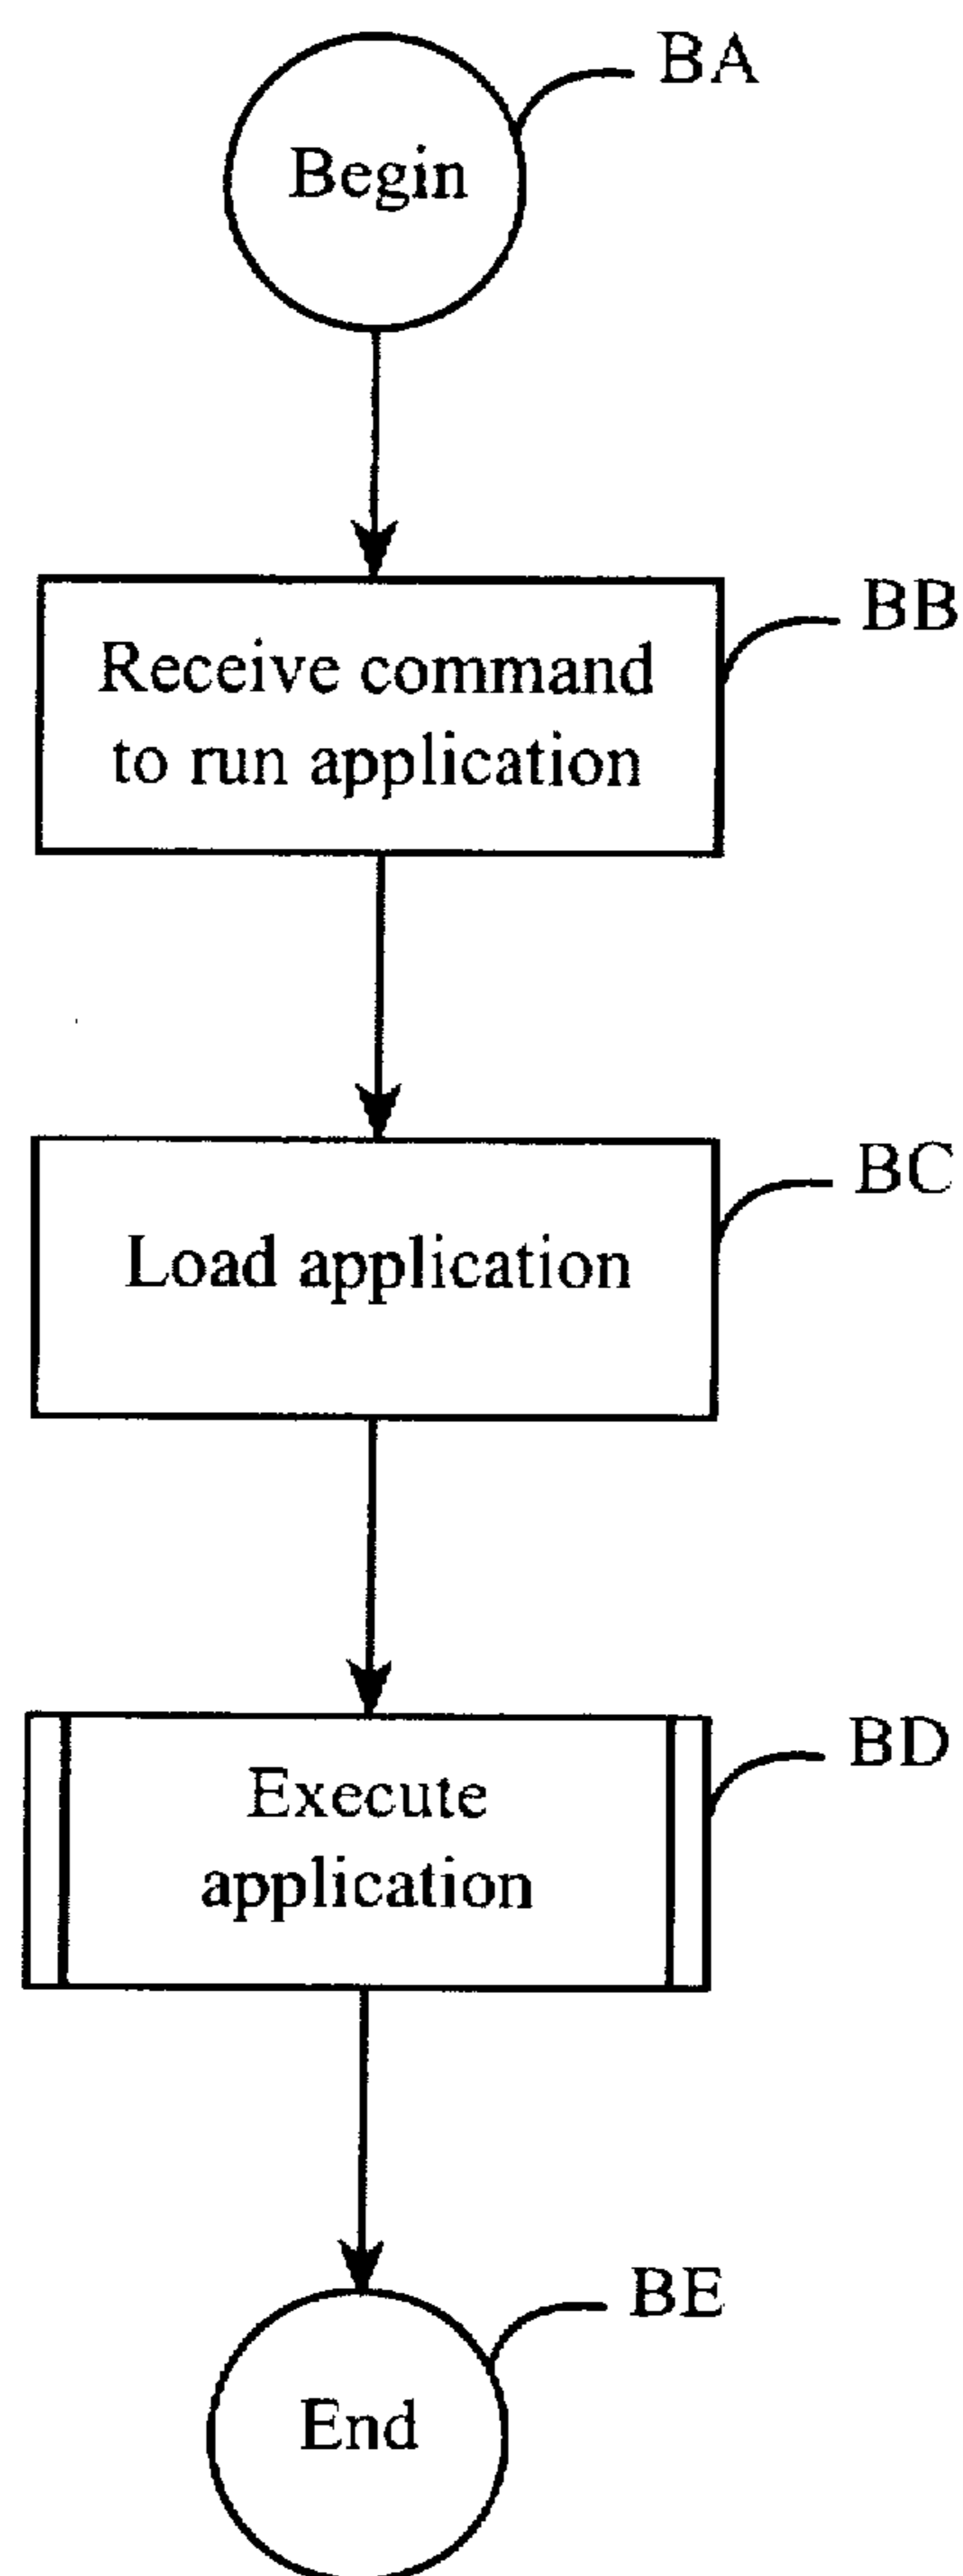 BA
Begin
BB
Receive command
to run application
BC
Load application
BD
Execute
application
BE
End